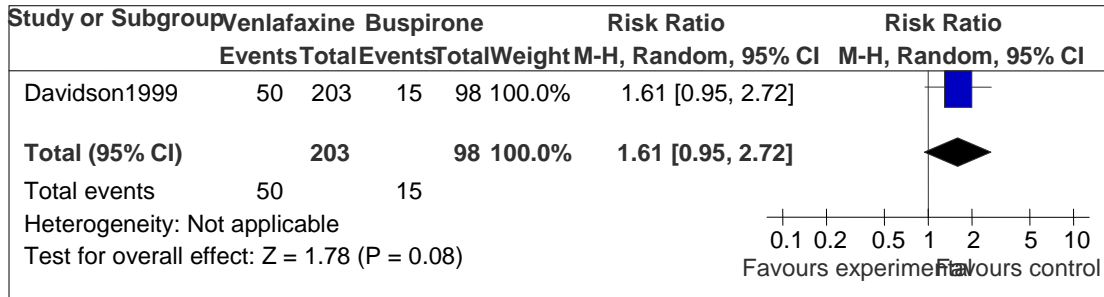 Study or Subgroup Venlafaxine Buspirone Risk Ratio Risk Ratio
Events Total Events Total Weight M-H, Random, 95% CI M-H, Random, 95% CI
Davidson1999 50 203 15 98 100.0% 1.61 [0.95, 2.72]
Total (95% CI) 203 98 100.0% 1.61 [0.95, 2.72]
Total events 50 15
Heterogeneity: Not applicable
Test for overall effect: Z = 1.78 (P = 0.08)
0.1 0.2 0.5 1 2 5 10
Favours experimental Favours control